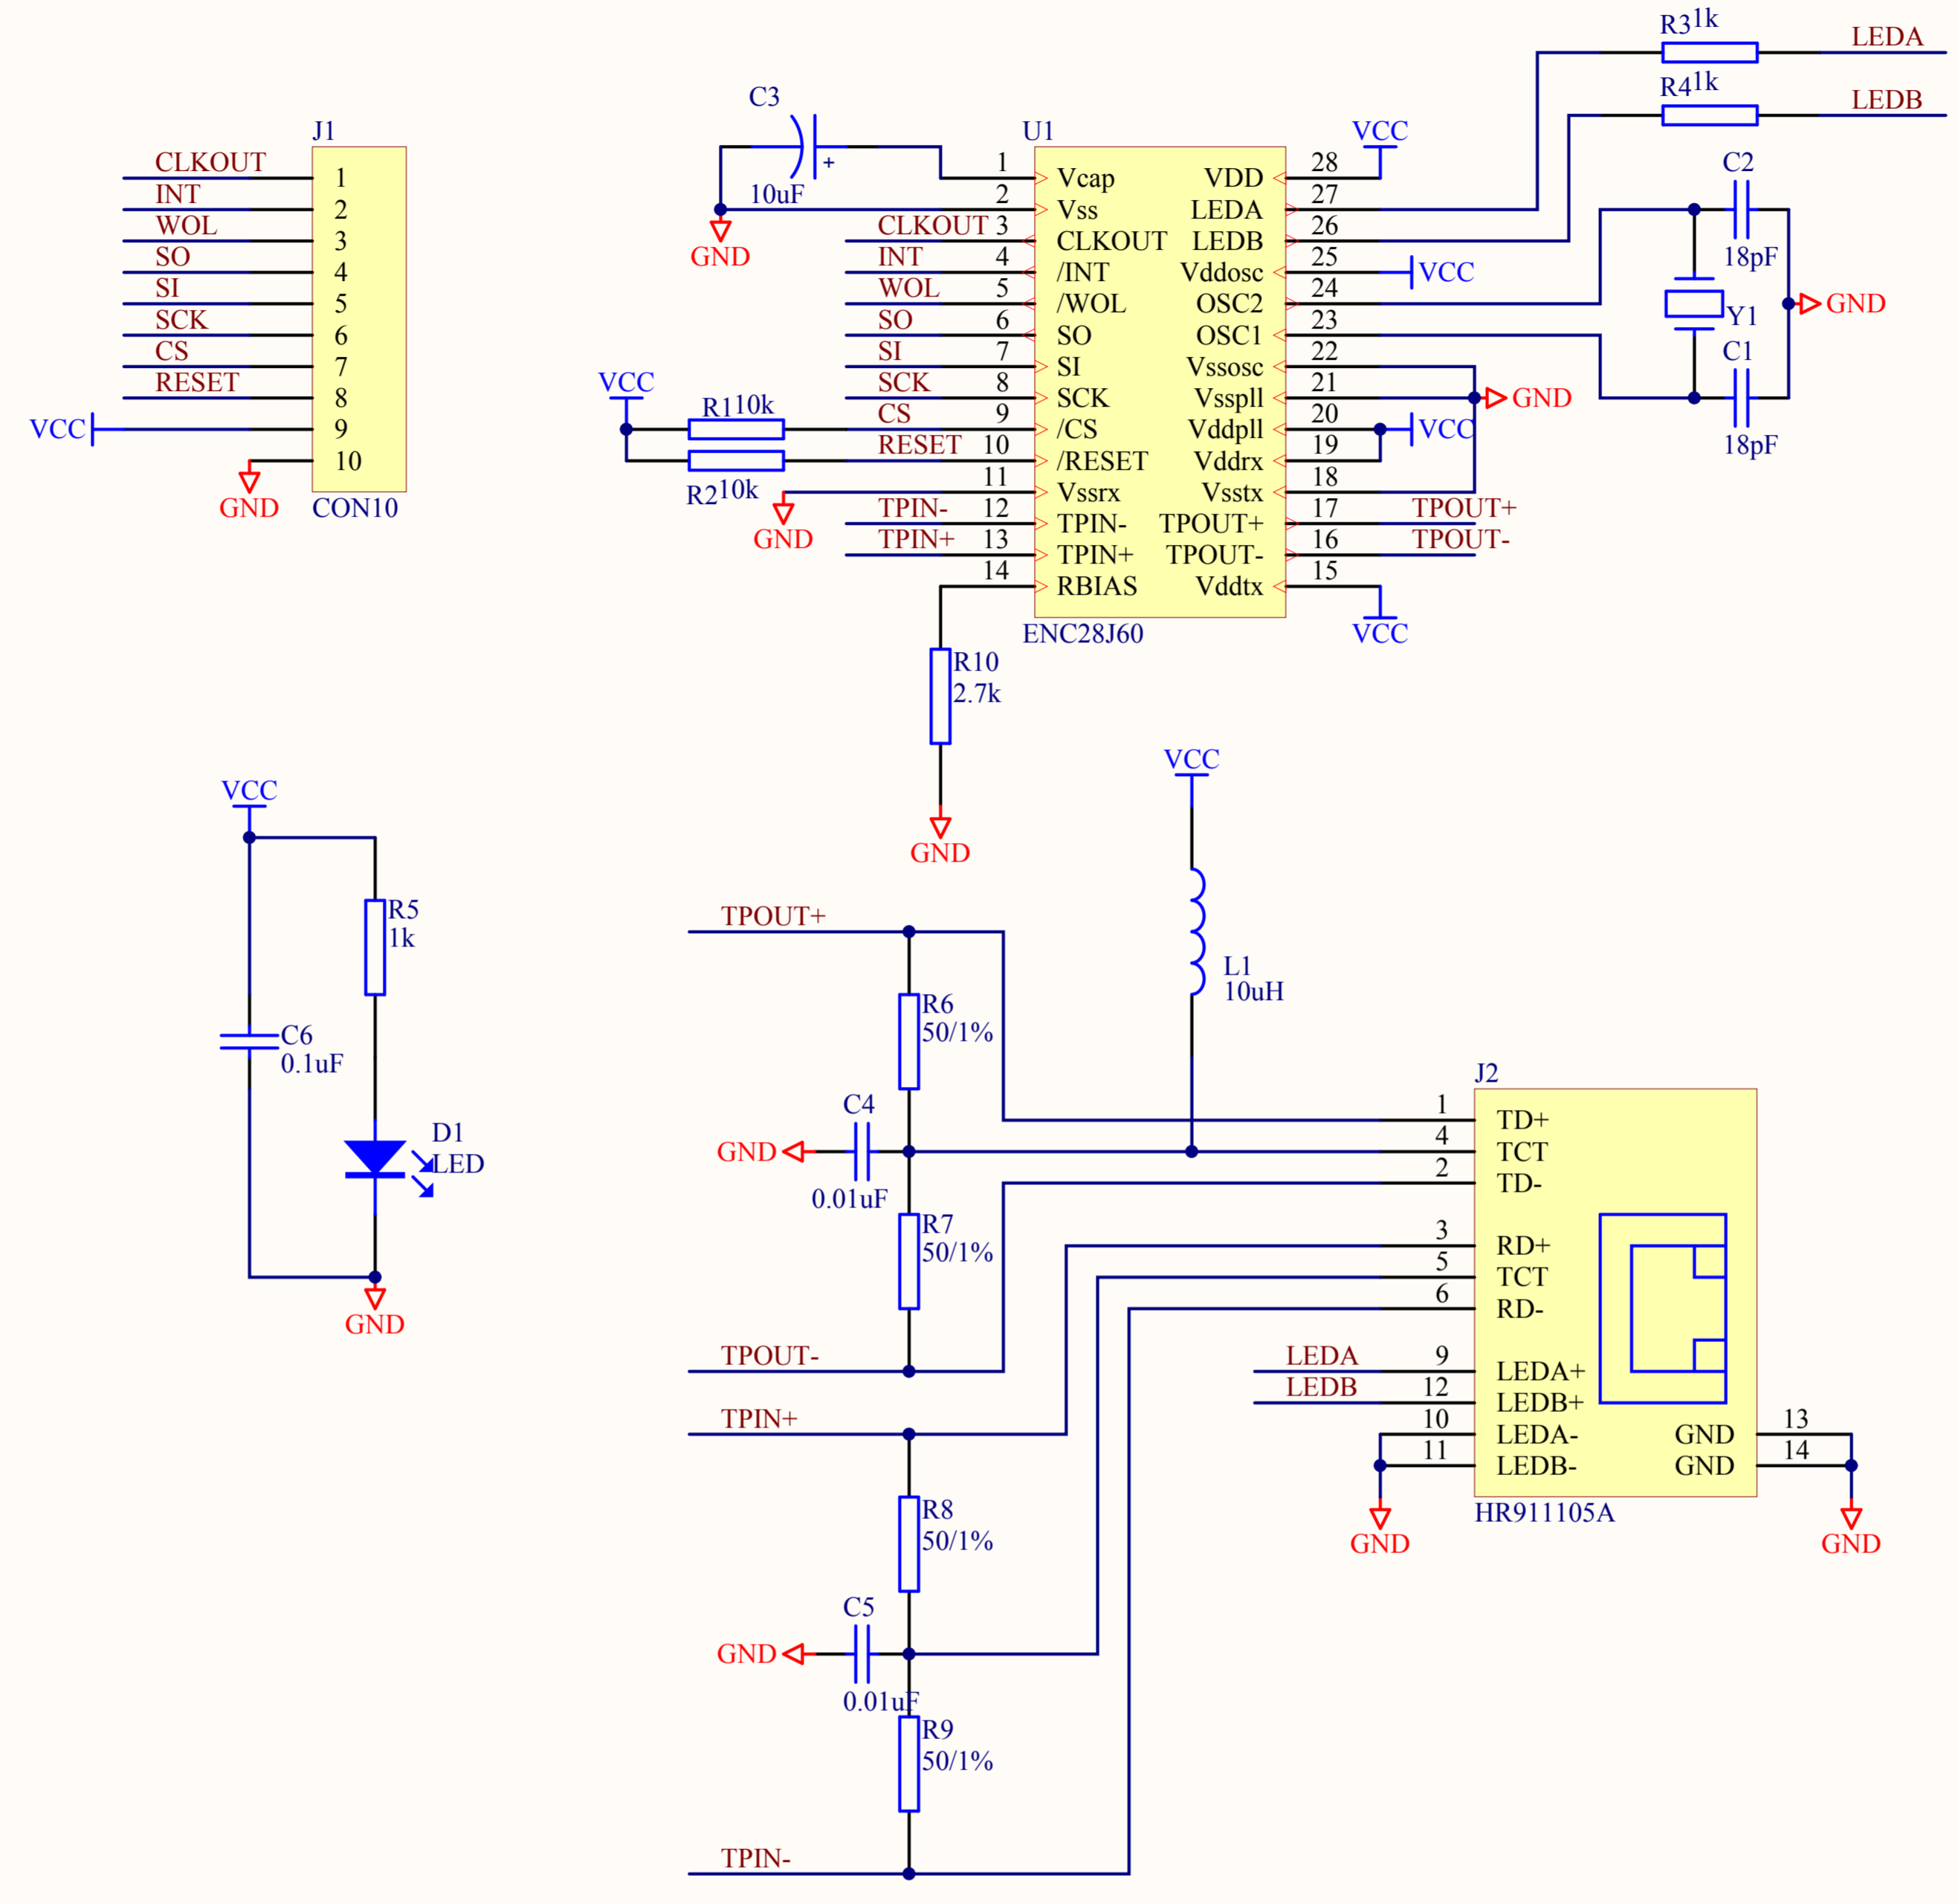 J1
CLKOUT
1
INT
2
WOL
3
SO
4
SI
5
SCK
6
CS
7
RESET
8
VCC
9
10
GND
CON10
C3
+
10uF
GND
U1
1
Vcap
2
Vss
CLKOUT 3
CLKOUT
INT 4
/INT
WOL 5
/WOL
SO 6
SO
SI 7
SI
SCK 8
SCK
VCC
R1 10k
CS 9
/CS
R2 10k
RESET 10
/RESET
11
Vssrx
GND
TPIN- 12
TPIN-
TPIN+ 13
TPIN+
14
RBIAS
VDD
28
VCC
LEDA
27
LEDB
26
Vddosc
25
VCC
OSC2
24
OSC1
23
Vssosc
22
Vsspll
21
GND
Vddpll
20
VCC
Vddrx
19
Vsstx
18
TPOUT+
17
TPOUT+
TPOUT-
16
TPOUT-
Vddtx
15
VCC
ENC28J60
R3 1k
LEDA
R4 1k
LEDB
C2
18pF
Y1
GND
C1
18pF
R10
2.7k
GND
VCC
R5
1k
C6
0.1uF
D1
LED
GND
VCC
L1
10uH
TPOUT+
R6
50/1%
C4
GND
0.01uF
R7
50/1%
TPOUT-
TPIN+
R8
50/1%
C5
GND
0.01uF
R9
50/1%
TPIN-
J2
1
TD+
4
TCT
2
TD-
3
RD+
5
TCT
6
RD-
LEDA
9
LEDA+
LEDB
12
LEDB+
10
LEDA-
11
LEDB-
GND
13
GND
14
HR911105A
GND
GND